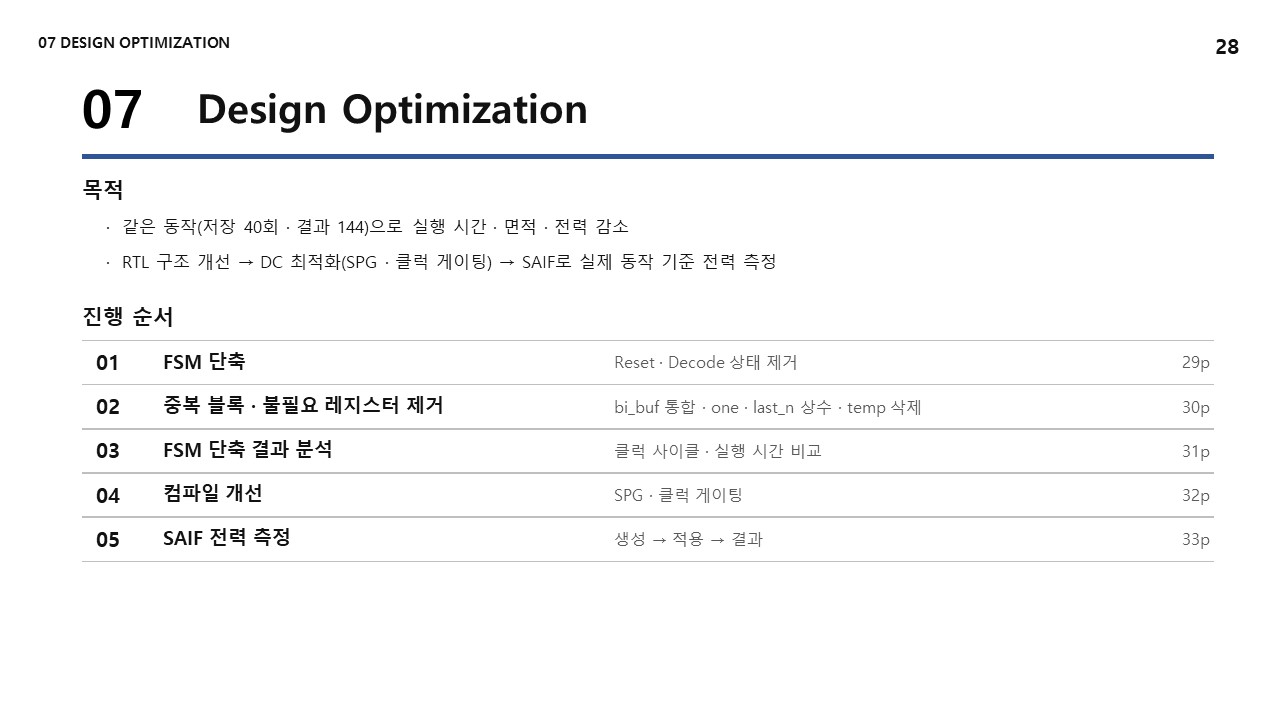 07 DESIGN OPTIMIZATION
28
07 Design Optimization
목적
· 같은 동작(저장 40회 · 결과 144)으로 실행 시간 · 면적 · 전력 감소
· RTL 구조 개선 → DC 최적화(SPG · 클럭 게이팅) → SAIF로 실제 동작 기준 전력 측정
진행 순서
01 FSM 단축 Reset · Decode 상태 제거 29p
02 중복 블록 · 불필요 레지스터 제거 bi_buf 통합 · one · last_n 상수 · temp 삭제 30p
03 FSM 단축 결과 분석 클럭 사이클 · 실행 시간 비교 31p
04 컴파일 개선 SPG · 클럭 게이팅 32p
05 SAIF 전력 측정 생성 → 적용 → 결과 33p